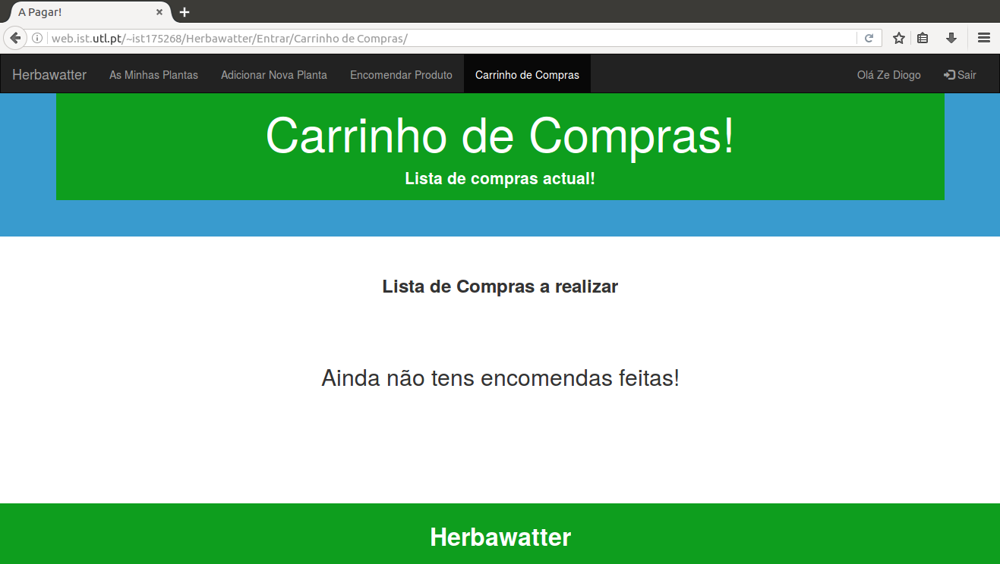 A Pagar!
web.ist.utl.pt/~ist175268/Herbawatter/Entrar/Carrinho de Compras/
Herbawatter As Minhas Plantas Adicionar Nova Planta Encomendar Produto Carrinho de Compras Olá Ze Diogo Sair
Carrinho de Compras!
Lista de compras actual!
Lista de Compras a realizar
Ainda não tens encomendas feitas!
Herbawatter